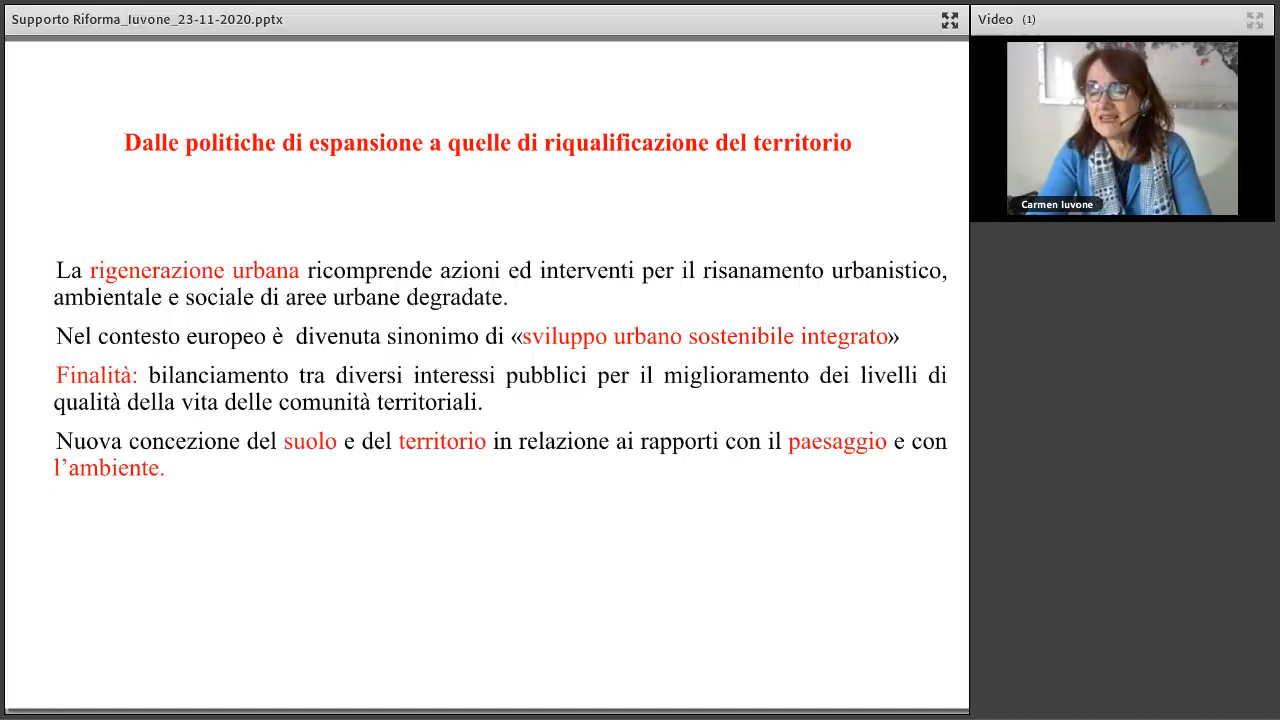 Supporto Riforma_Iuvone_23-11-2020.pptx
Video (1)
Dalle politiche di espansione a quelle di riqualificazione del territorio
La rigenerazione urbana ricomprende azioni ed interventi per il risanamento urbanistico,
ambientale e sociale di aree urbane degradate.
Nel contesto europeo è divenuta sinonimo di «sviluppo urbano sostenibile integrato»
Finalità: bilanciamento tra diversi interessi pubblici per il miglioramento dei livelli di
qualità della vita delle comunità territoriali.
Nuova concezione del suolo e del territorio in relazione ai rapporti con il paesaggio e con
l’ambiente.
Carmen Iuvone